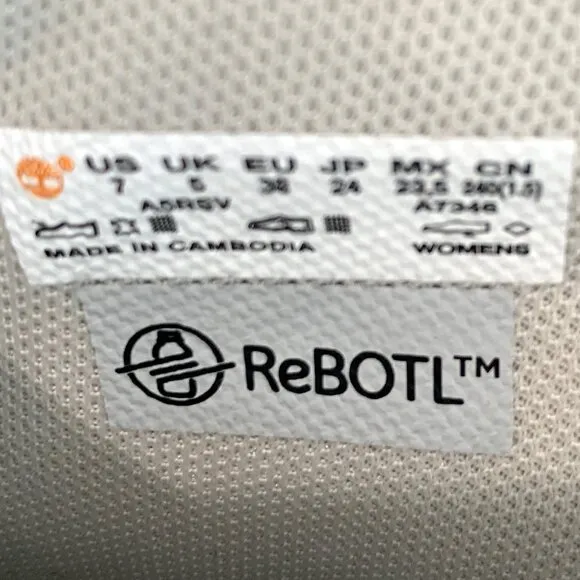 US UK EU JP MX CN
7 5 38 24 23.5 240(1.5)
A5RSV A7346
MADE IN CAMBODIA WOMENS
ReBOTL™